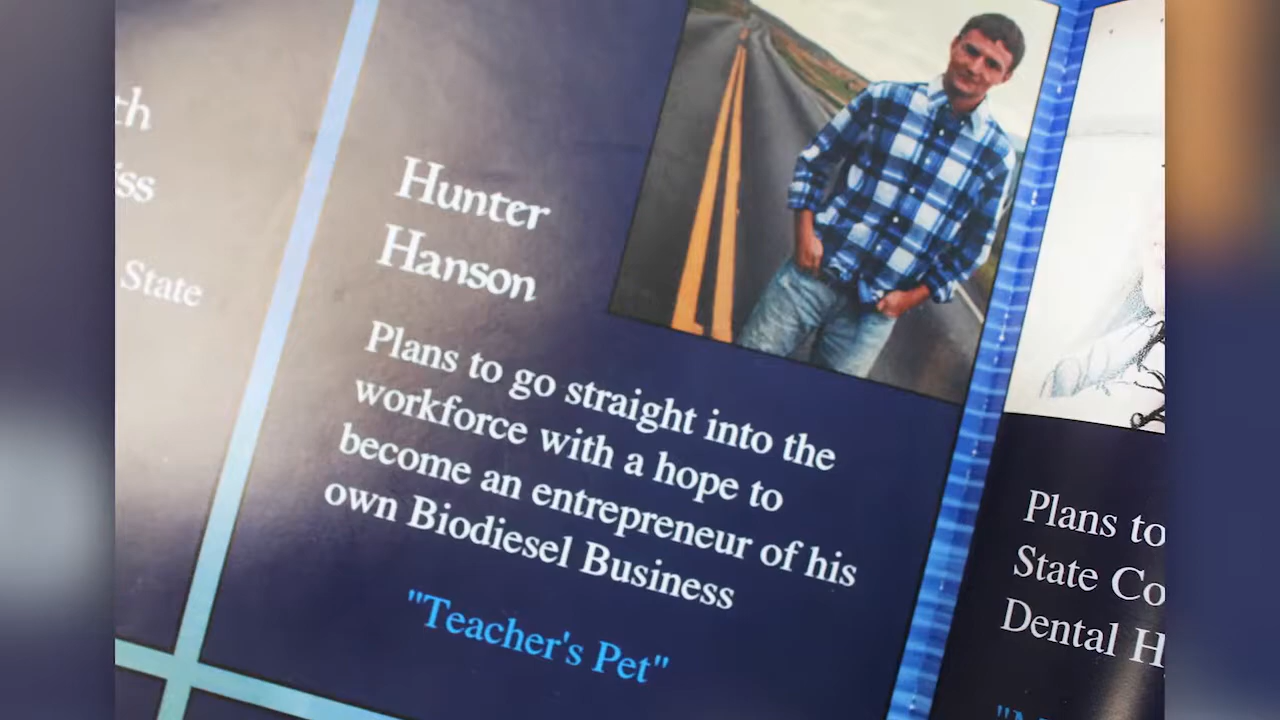 th
ss
State
Hunter
Hanson
Plans to go straight into the
workforce with a hope to
become an entrepreneur of his
own Biodiesel Business
"Teacher's Pet"
Plans to
State Co
Dental H